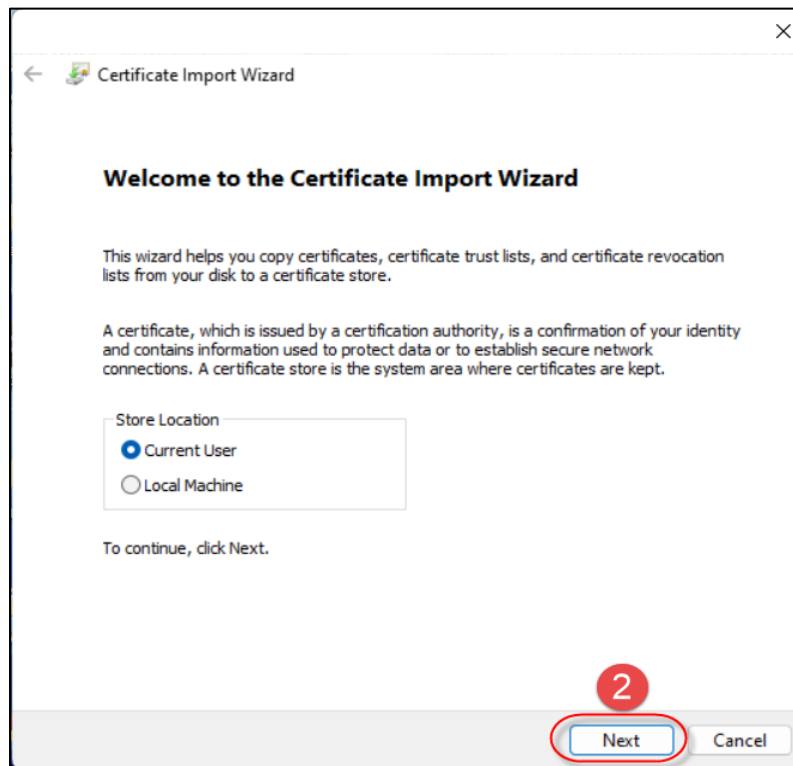 Certificate Import Wizard
Welcome to the Certificate Import Wizard
This wizard helps you copy certificates, certificate trust lists, and certificate revocation
lists from your disk to a certificate store.
A certificate, which is issued by a certification authority, is a confirmation of your identity
and contains information used to protect data or to establish secure network
connections. A certificate store is the system area where certificates are kept.
Store Location
Current User
Local Machine
To continue, click Next.
2
Next Cancel